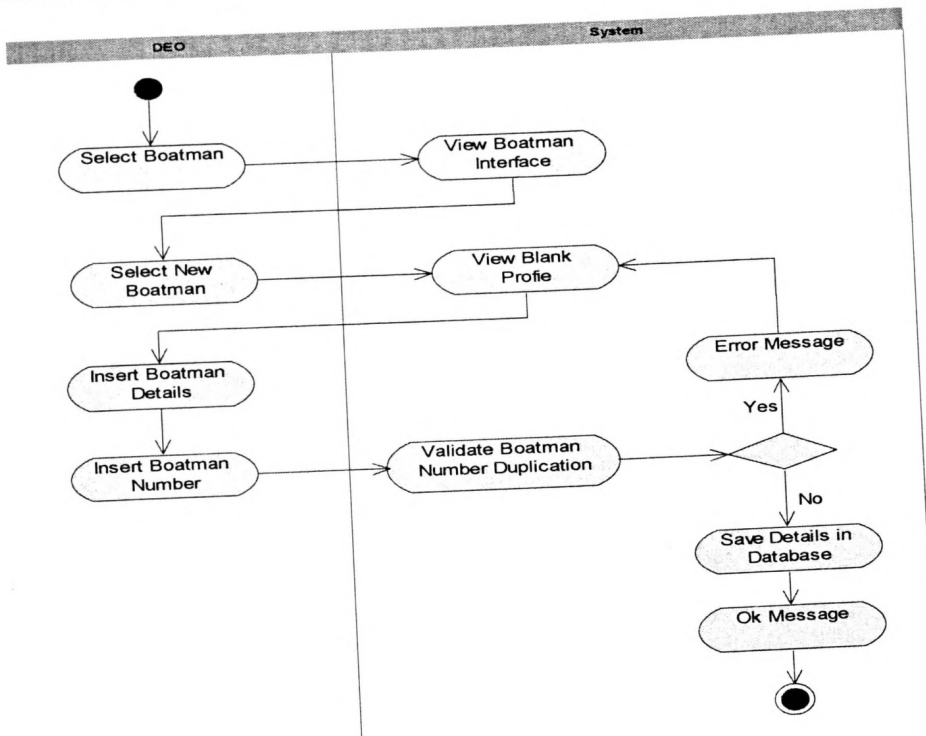 DEO
System
Select Boatman
View Boatman
Interface
Select New
Boatman
View Blank
Profie
Error Message
Insert Boatman
Details
Yes
Insert Boatman
Number
Validate Boatman
Number Duplication
No
Save Details in
Database
Ok Message